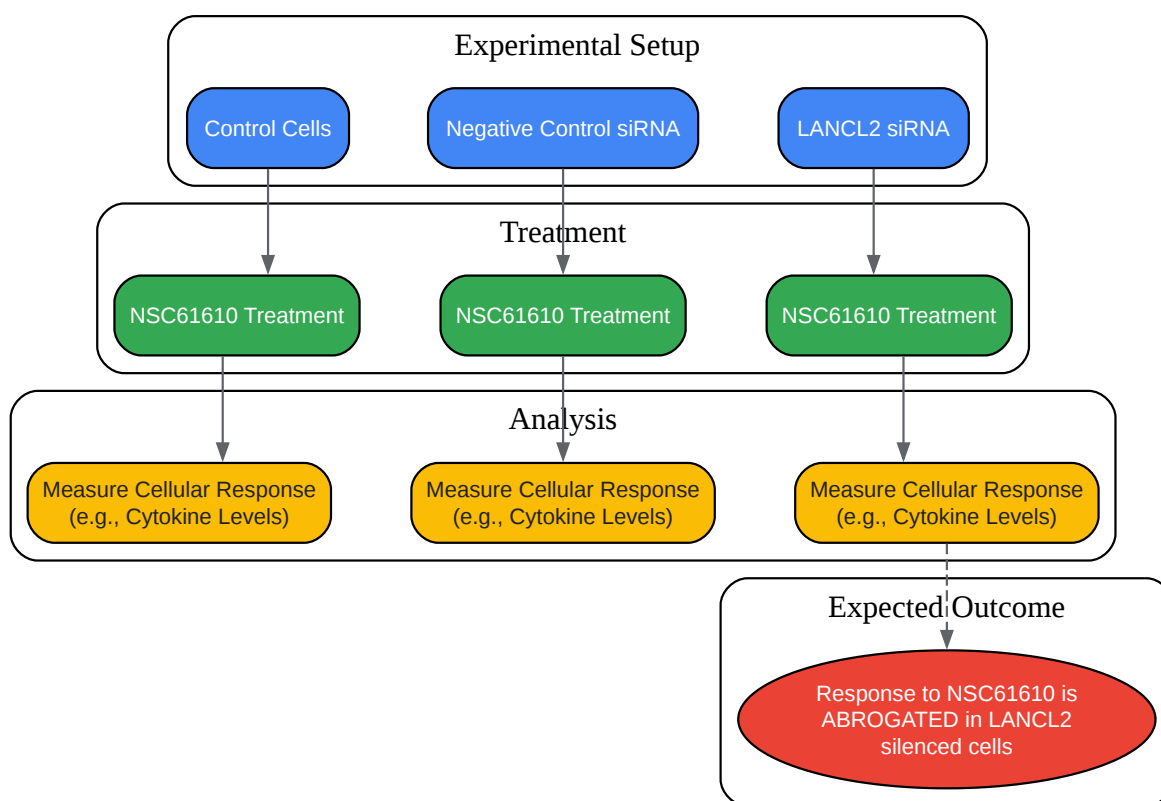 Experimental Setup
Control Cells
Negative Control siRNA
LANCL2 siRNA
Treatment
NSC61610 Treatment
NSC61610 Treatment
NSC61610 Treatment
Analysis
Measure Cellular Response
(e.g., Cytokine Levels)
Measure Cellular Response
(e.g., Cytokine Levels)
Measure Cellular Response
(e.g., Cytokine Levels)
Expected Outcome
Response to NSC61610 is
ABROGATED in LANCL2
silenced cells